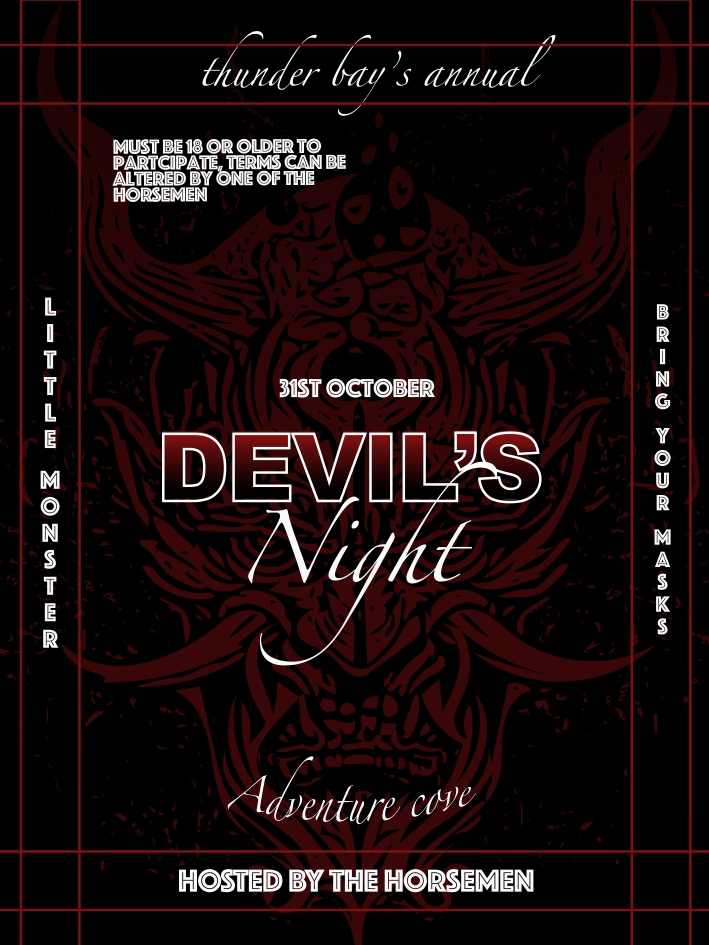 thunder bay's annual
MUST BE 18 OR OLDER TO
PARTCIPATE, TERMS CAN BE
ALTERED BY ONE OF THE
HORSEMEN
LITTLE MONSTER
BRING YOUR MASKS
31ST OCTOBER
DEVIL'S
Night
Adventure cove
HOSTED BY THE HORSEMEN